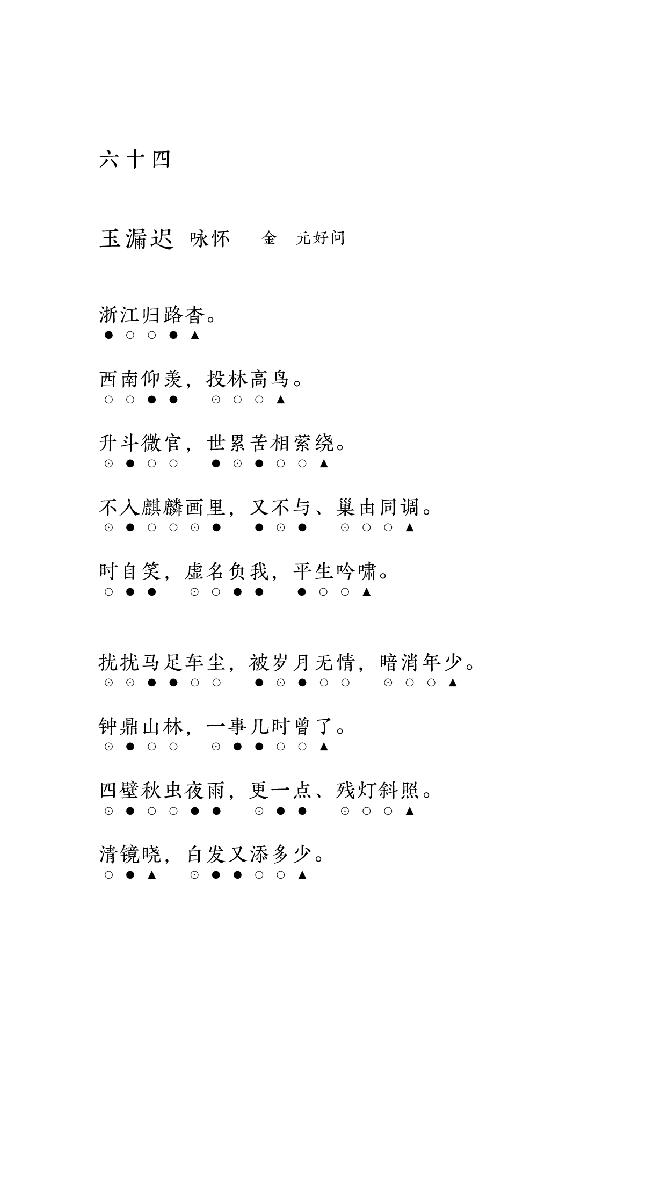 六十四
玉漏迟 咏怀 金 元好问
浙江归路杳。
●○○●▲
西南仰羡，投林高鸟。
○○●● ⊙○○▲
升斗微官，世累苦相萦绕。
⊙●○○ ●⊙●○○▲
不入麒麟画里，又不与、巢由同调。
⊙●○○⊙● ●⊙● ⊙○○▲
时自笑，虚名负我，平生吟啸。
○●● ⊙○●● ●○○▲
扰扰马足车尘，被岁月无情，暗消年少。
⊙⊙●●○○ ●⊙●○○ ⊙○○▲
钟鼎山林，一事几时曾了。
⊙●○○ ⊙●●○○▲
四壁秋虫夜雨，更一点、残灯斜照。
⊙●○○●● ⊙●● ⊙○○▲
清镜晓，白发又添多少。
○●▲ ⊙●●○○▲